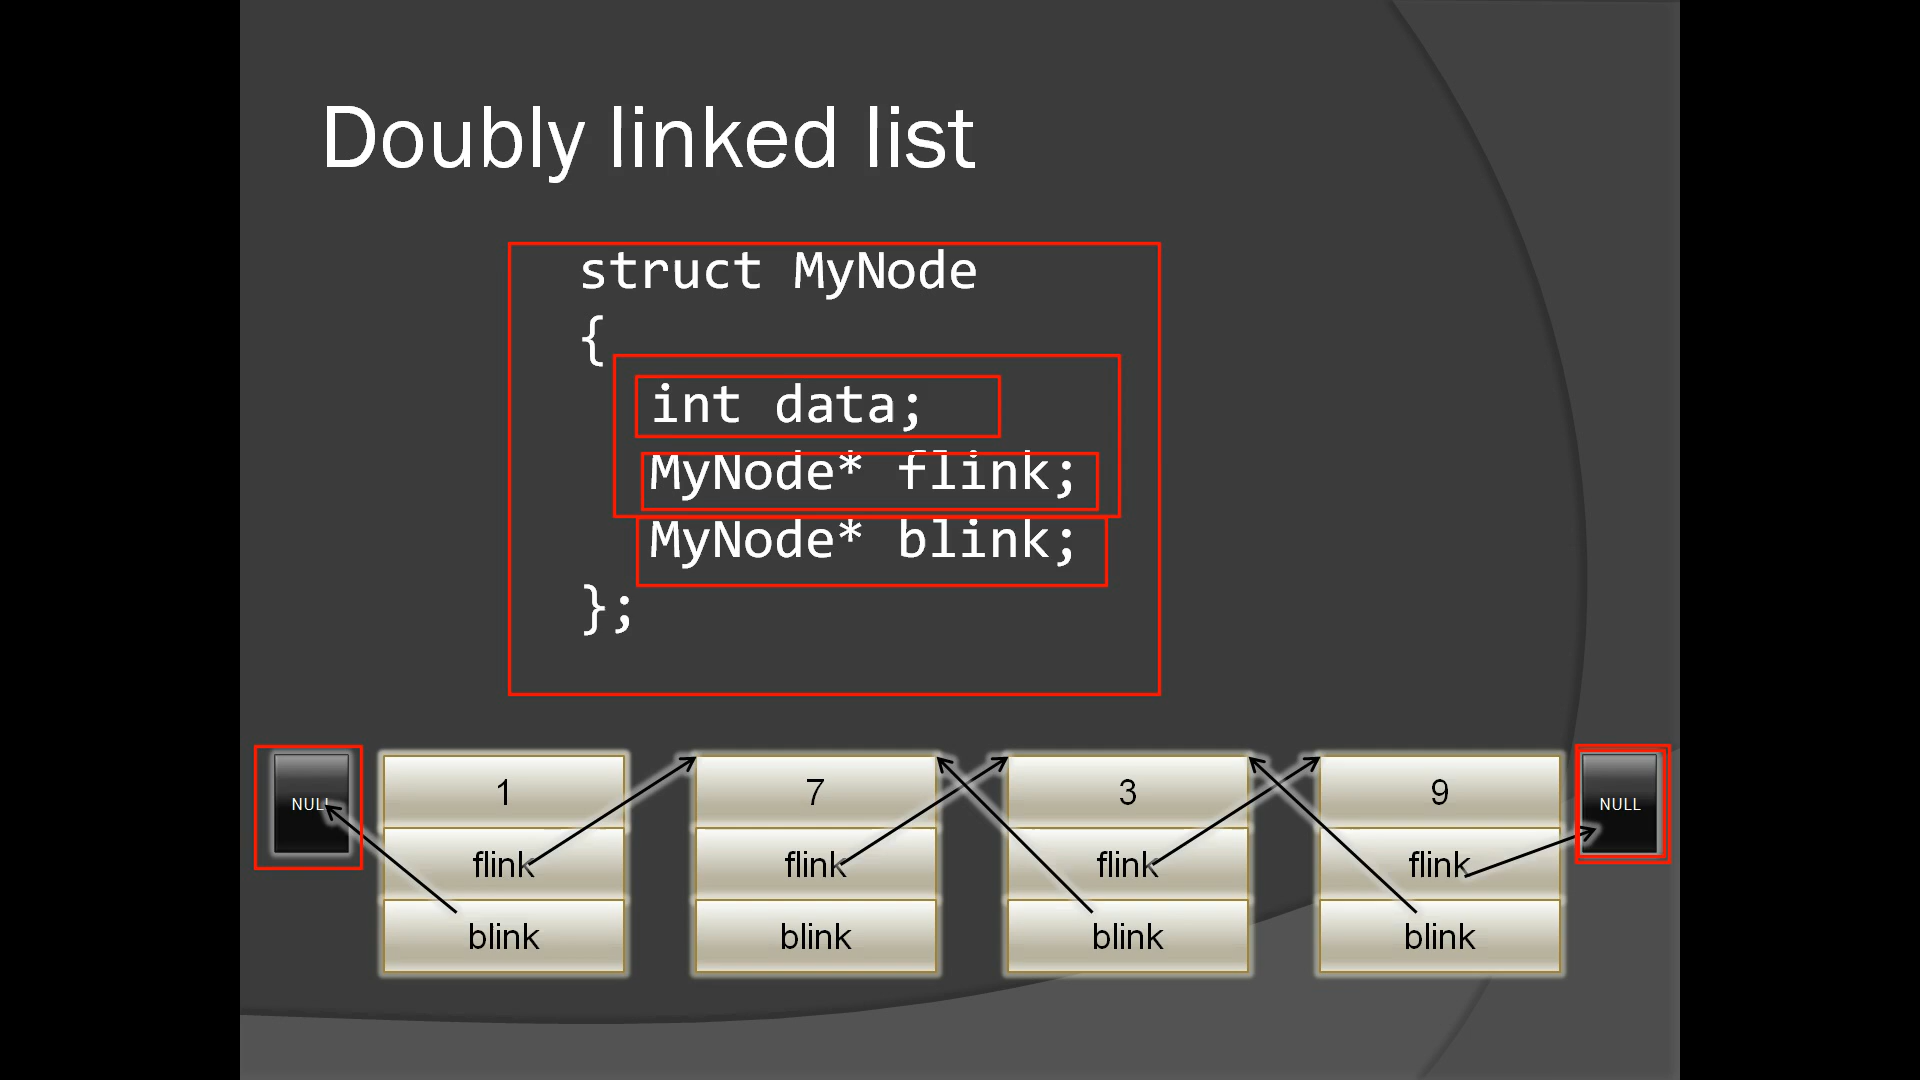 Doubly linked list
struct MyNode
{
int data;
MyNode* flink;
MyNode* blink;
};
NULL 1 7 3 9 NULL
flink flink flink flink
blink blink blink blink